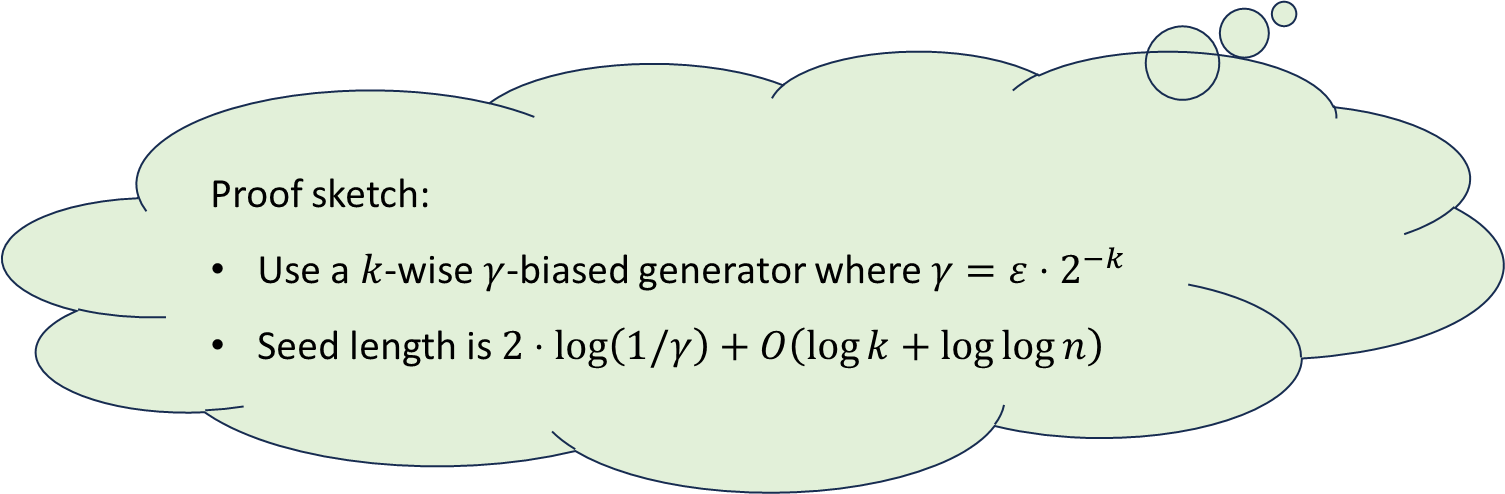 Proof sketch:
• Use a 𝑘-wise 𝛾-biased generator where 𝛾 = 𝜀 ⋅ 2⁻ᵏ
• Seed length is 2 ⋅ log(1/𝛾) + 𝑂(log 𝑘 + log log 𝑛)